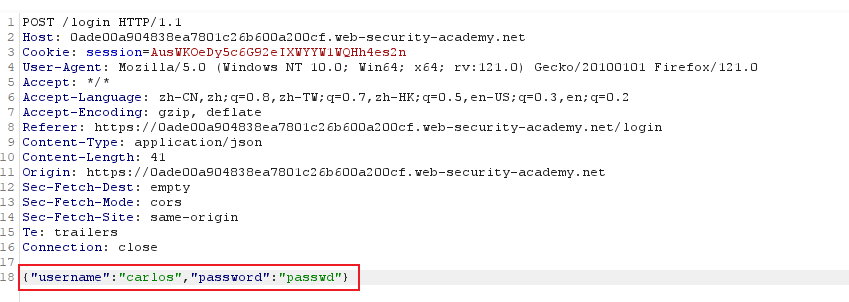 1 POST /login HTTP/1.1
2 Host: 0ade00a904838ea7801c26b600a200cf.web-security-academy.net
3 Cookie: session=AusWKOeDy5c6G92eIXWYYW1WQHh4es2n
4 User-Agent: Mozilla/5.0 (Windows NT 10.0; Win64; x64; rv:121.0) Gecko/20100101 Firefox/121.0
5 Accept: */*
6 Accept-Language: zh-CN,zh;q=0.8,zh-TW;q=0.7,zh-HK;q=0.5,en-US;q=0.3,en;q=0.2
7 Accept-Encoding: gzip, deflate
8 Referer: https://0ade00a904838ea7801c26b600a200cf.web-security-academy.net/login
9 Content-Type: application/json
10 Content-Length: 41
11 Origin: https://0ade00a904838ea7801c26b600a200cf.web-security-academy.net
12 Sec-Fetch-Dest: empty
13 Sec-Fetch-Mode: cors
14 Sec-Fetch-Site: same-origin
15 Te: trailers
16 Connection: close
17
18 {"username":"carlos","password":"passwd"}